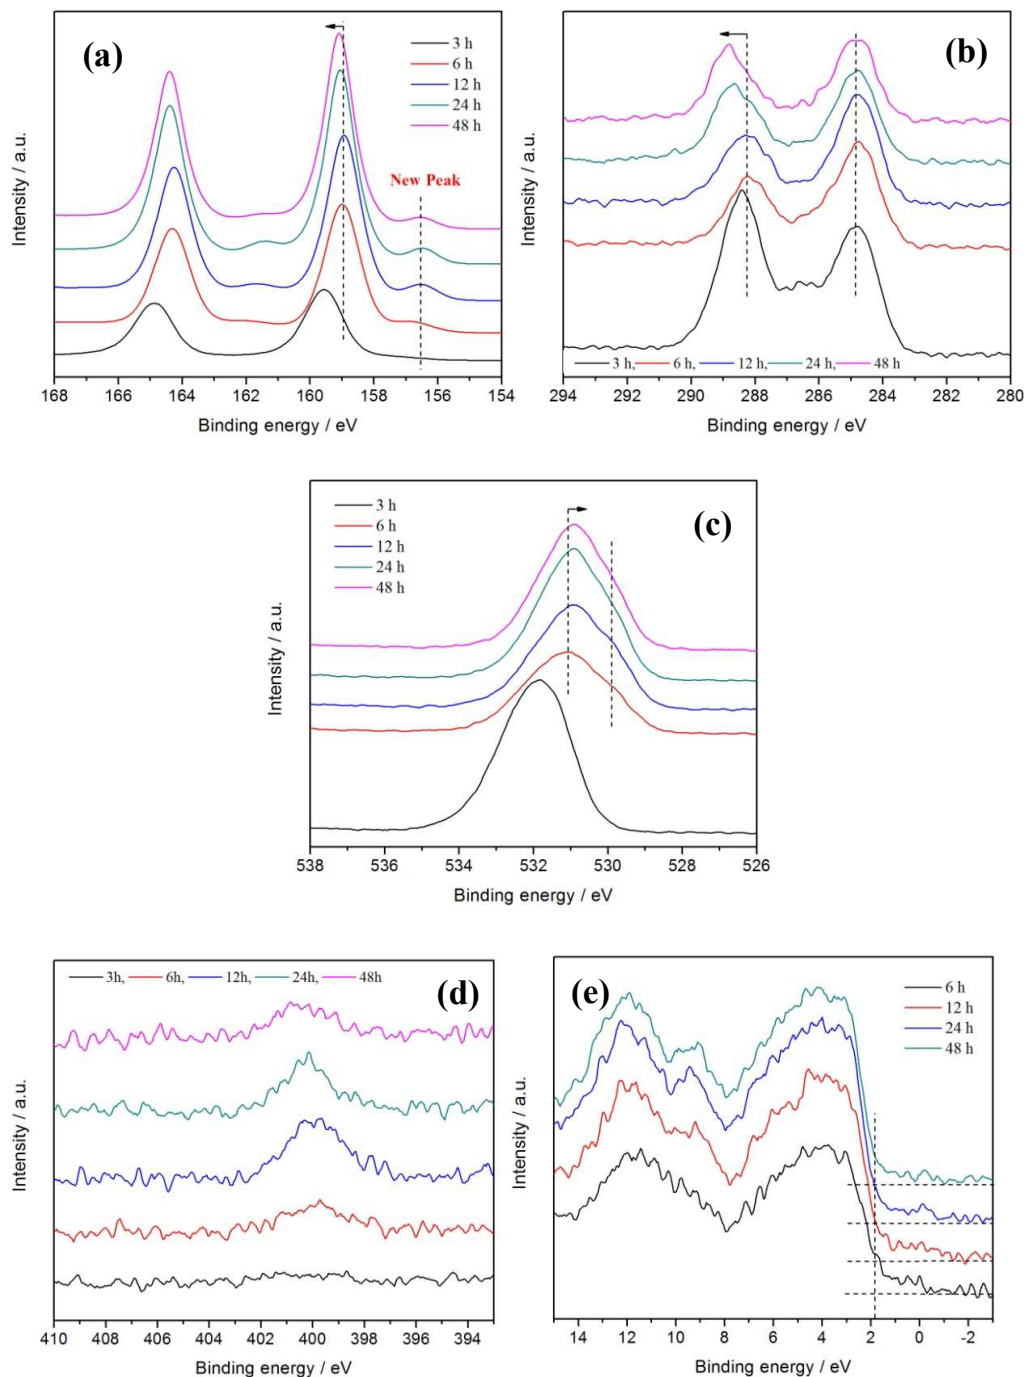 (a)
3 h
6 h
12 h
24 h
48 h
New Peak
Intensity / a.u.
168 166 164 162 160 158 156 154
Binding energy / eV
(b)
Intensity / a.u.
3 h, 6 h, 12 h, 24 h, 48 h
294 292 290 288 286 284 282 280
Binding energy / eV
(c)
3 h
6 h
12 h
24 h
48 h
Intensity / a.u.
538 536 534 532 530 528 526
Binding energy / eV
3h, 6h, 12h, 24h, 48h
(d)
Intensity / a.u.
410 408 406 404 402 400 398 396 394
Binding energy / eV
(e)
6 h
12 h
24 h
48 h
Intensity / a.u.
14 12 10 8 6 4 2 0 -2
Binding energy / eV